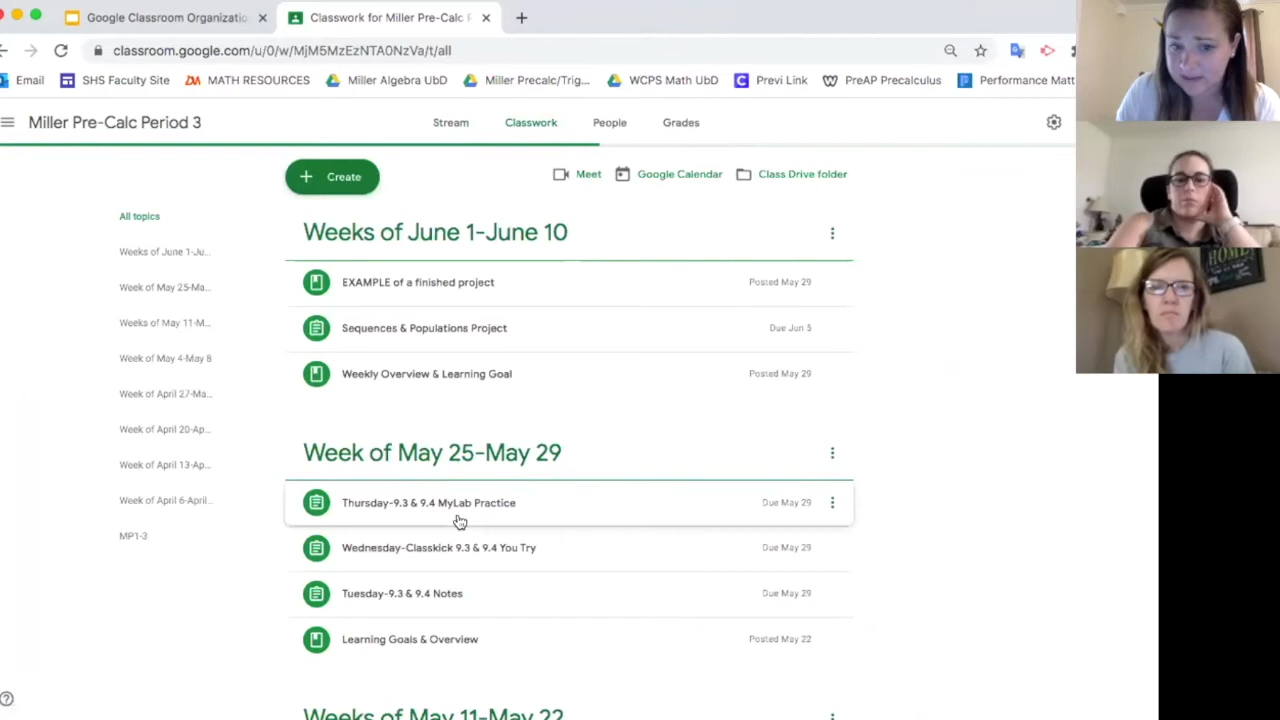 Google Classroom Organizatio
Classwork for Miller Pre-Calc P
classroom.google.com/u/0/w/MjM5MzEzNTA0NzVa/t/all
Email SHS Faculty Site MATH RESOURCES Miller Algebra UbD Miller Precalc/Trig... WCPS Math UbD Previ Link PreAP Precalculus Performance Matt
Miller Pre-Calc Period 3 Stream Classwork People Grades
+ Create Meet Google Calendar Class Drive folder
All topics
Weeks of June 1-Ju...
Week of May 25-Ma...
Weeks of May 11-M...
Week of May 4-May 8
Week of April 27-Ma...
Week of April 20-Ap...
Week of April 13-Ap...
Week of April 6-April...
MP1-3
Weeks of June 1-June 10
EXAMPLE of a finished project Posted May 29
Sequences & Populations Project Due Jun 5
Weekly Overview & Learning Goal Posted May 29
Week of May 25-May 29
Thursday-9.3 & 9.4 MyLab Practice Due May 29
Wednesday-Classkick 9.3 & 9.4 You Try Due May 29
Tuesday-9.3 & 9.4 Notes Due May 29
Learning Goals & Overview Posted May 22
Weeks of May 11-May 22
HOME